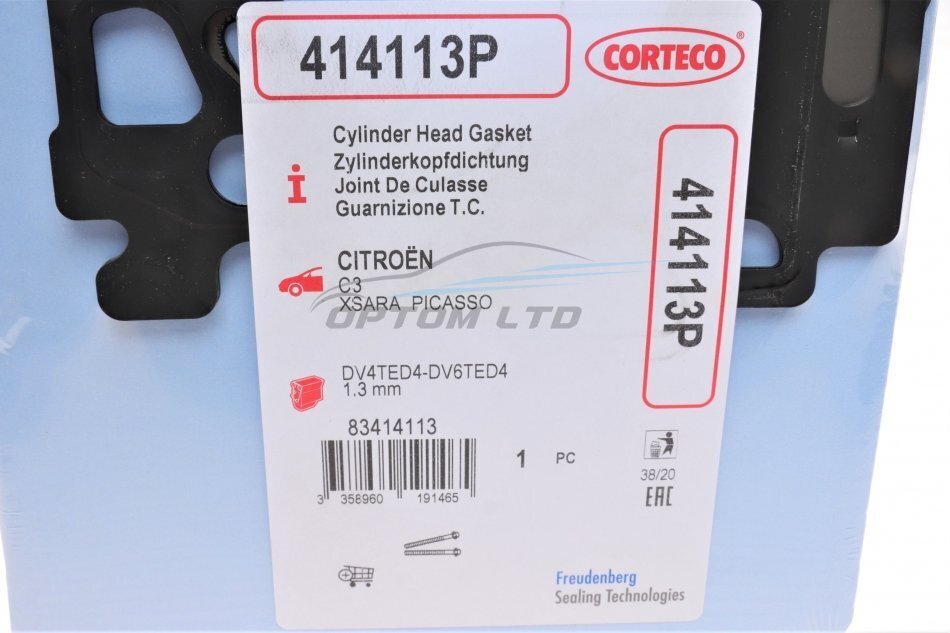 414113P
CORTECO
Cylinder Head Gasket
Zylinderkopfdichtung
Joint De Culasse
Guarnizione T.C.
414113P
CITROËN
C3
XSARA PICASSO
OPTOM LTD
DV4TED4-DV6TED4
1.3 mm
83414113
1 PC
3 358960 191465
38/20
EAC
Freudenberg
Sealing Technologies